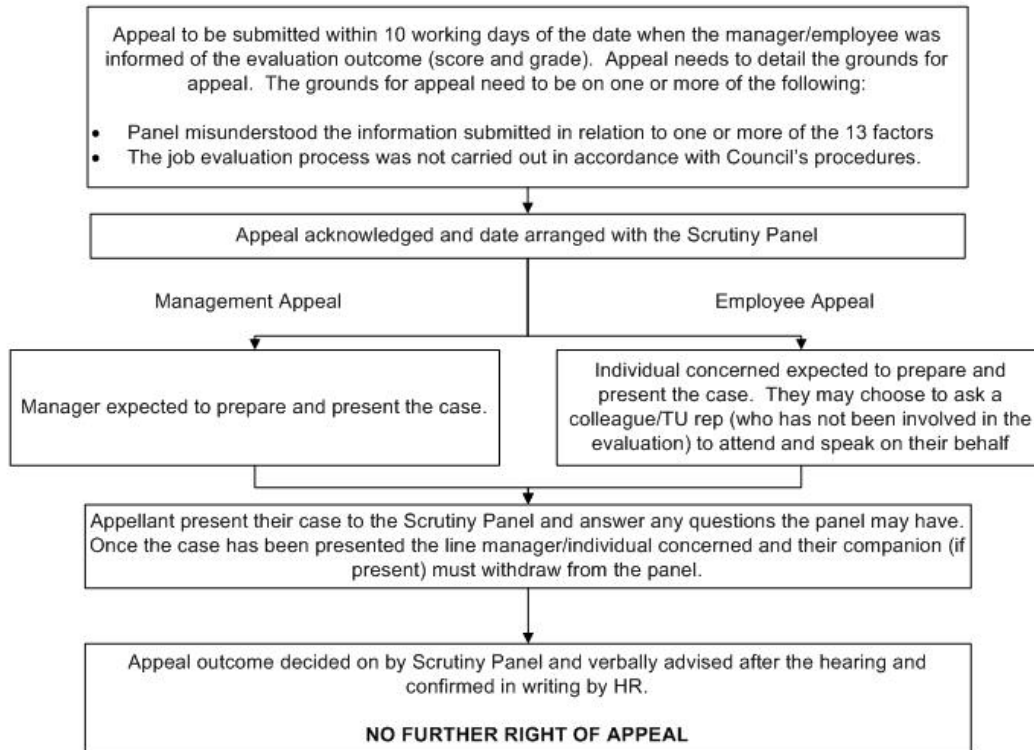 Appeal to be submitted within 10 working days of the date when the manager/employee was
informed of the evaluation outcome (score and grade).  Appeal needs to detail the grounds for
appeal.  The grounds for appeal need to be on one or more of the following:
• Panel misunderstood the information submitted in relation to one or more of the 13 factors
• The job evaluation process was not carried out in accordance with Council's procedures.
Appeal acknowledged and date arranged with the Scrutiny Panel
Management Appeal
Employee Appeal
Manager expected to prepare and present the case.
Individual concerned expected to prepare and
present the case.  They may choose to ask a
colleague/TU rep (who has not been involved in the
evaluation) to attend and speak on their behalf
Appellant present their case to the Scrutiny Panel and answer any questions the panel may have.
Once the case has been presented the line manager/individual concerned and their companion (if
present) must withdraw from the panel.
Appeal outcome decided on by Scrutiny Panel and verbally advised after the hearing and
confirmed in writing by HR.
NO FURTHER RIGHT OF APPEAL